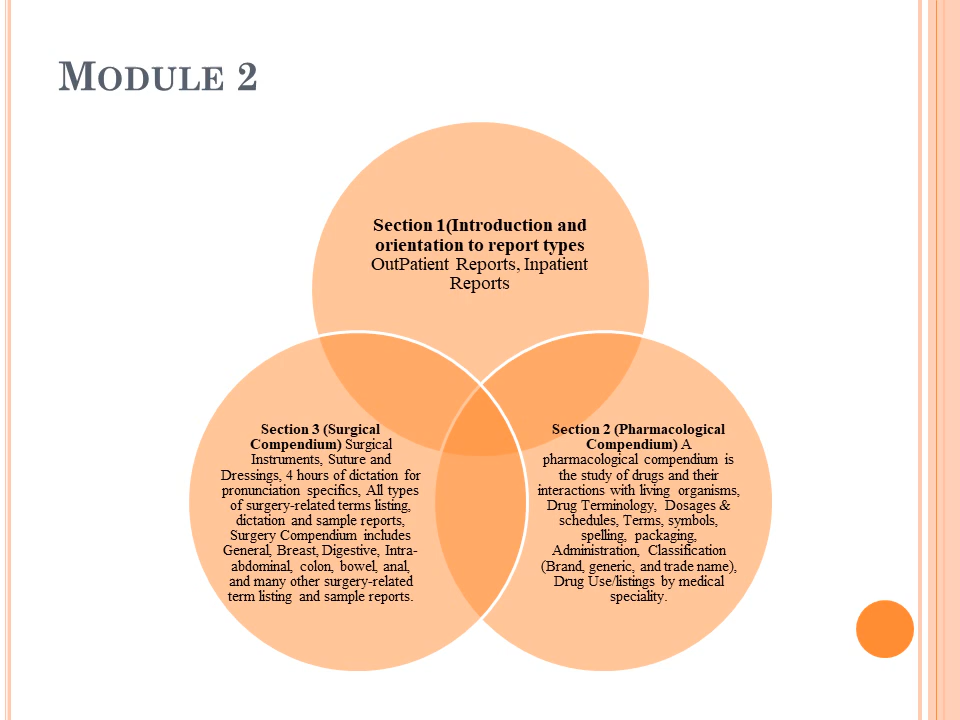 MODULE 2
Section 1(Introduction and
orientation to report types
OutPatient Reports, Inpatient
Reports
Section 3 (Surgical
Compendium) Surgical
Instruments, Suture and
Dressings, 4 hours of dictation for
pronunciation specifics, All types
of surgery-related terms listing,
dictation and sample reports,
Surgery Compendium includes
General, Breast, Digestive, Intra-
abdominal, colon, bowel, anal,
and many other surgery-related
term listing and sample reports.
Section 2 (Pharmacological
Compendium) A
pharmacological compendium is
the study of drugs and their
interactions with living organisms,
Drug Terminology, Dosages &
schedules, Terms, symbols,
spelling, packaging,
Administration, Classification
(Brand, generic, and trade name),
Drug Use/listings by medical
speciality.